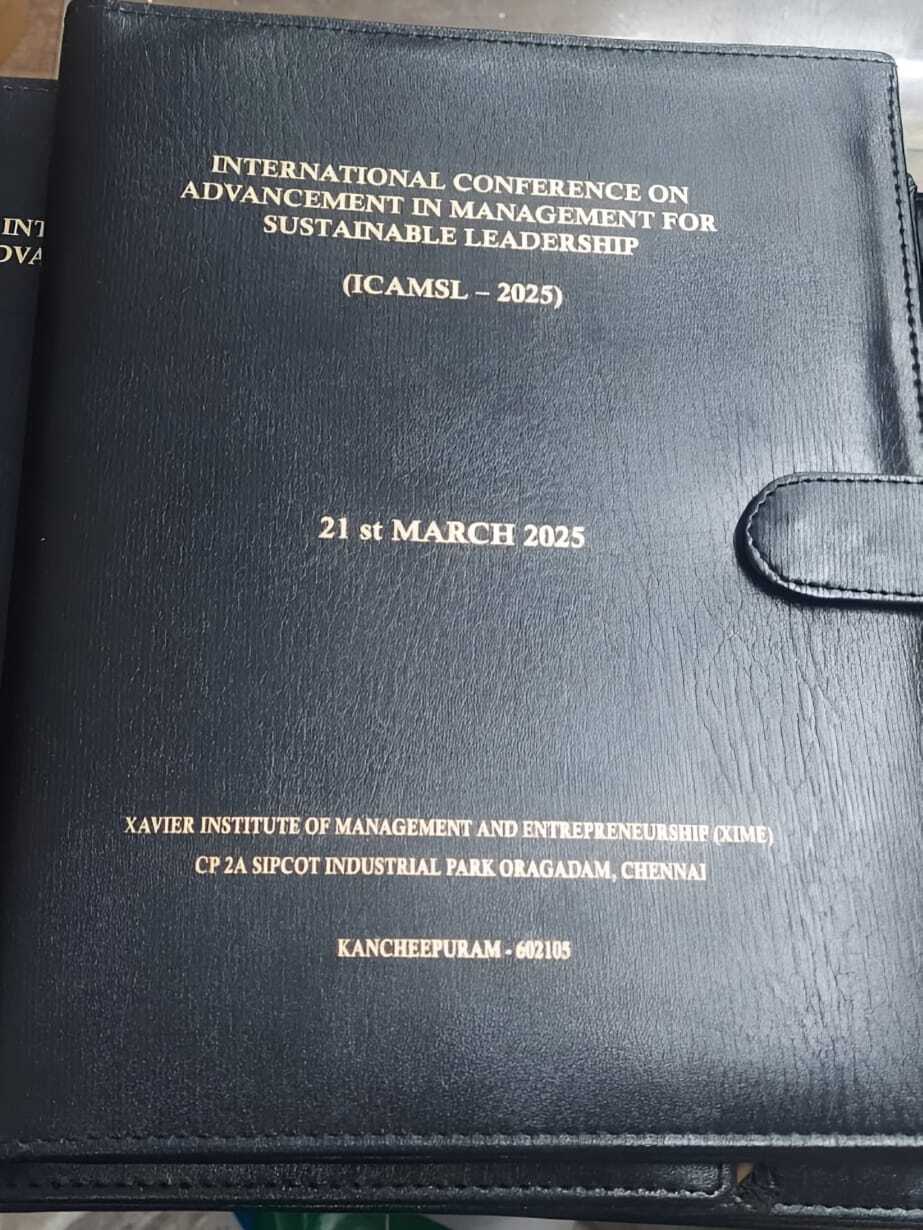 INTERNATIONAL CONFERENCE ON
ADVANCEMENT IN MANAGEMENT FOR
SUSTAINABLE LEADERSHIP
(ICAMSL – 2025)
21 st MARCH 2025
XAVIER INSTITUTE OF MANAGEMENT AND ENTREPRENEURSHIP (XIME)
CP 2A SIPCOT INDUSTRIAL PARK ORAGADAM, CHENNAI
KANCHEEPURAM - 602105